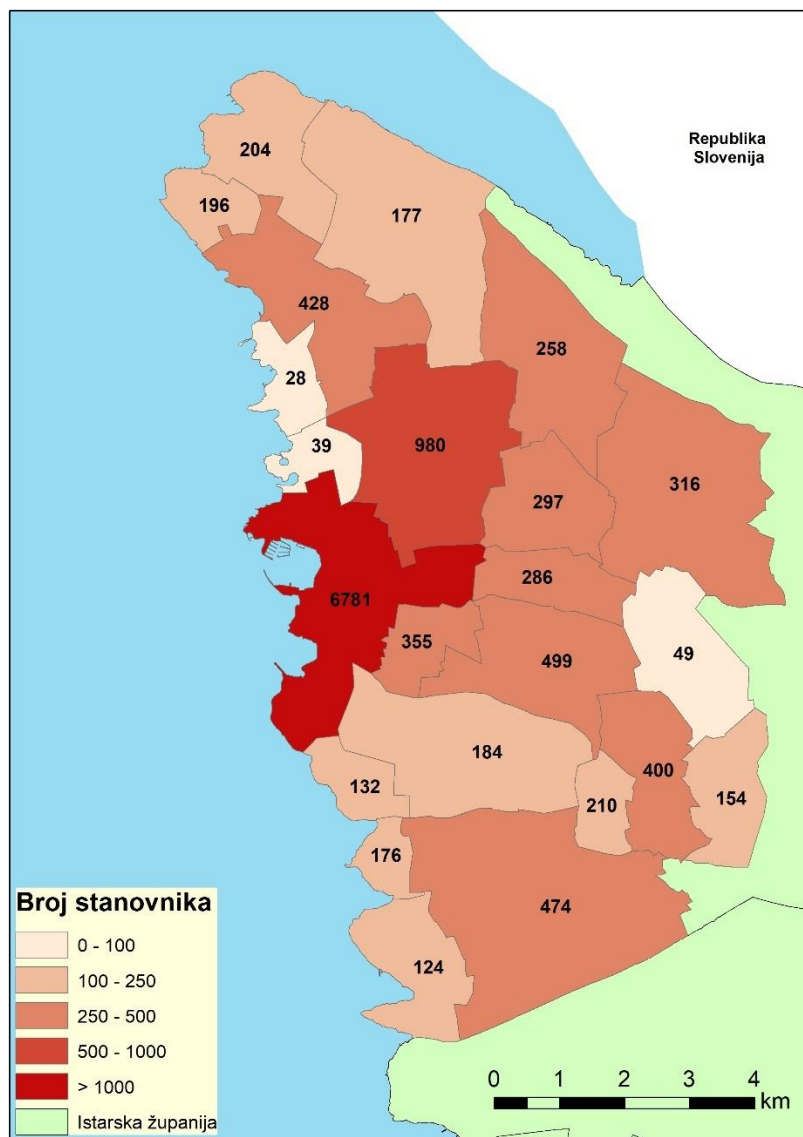 Republika
Slovenija
204
196
177
428
258
28
39
980
316
297
286
6781
355
499
49
184
132
400
210
154
176
474
124
Broj stanovnika
0 - 100
100 - 250
250 - 500
500 - 1000
> 1000
Istarska županija
0 1 2 3 4
km